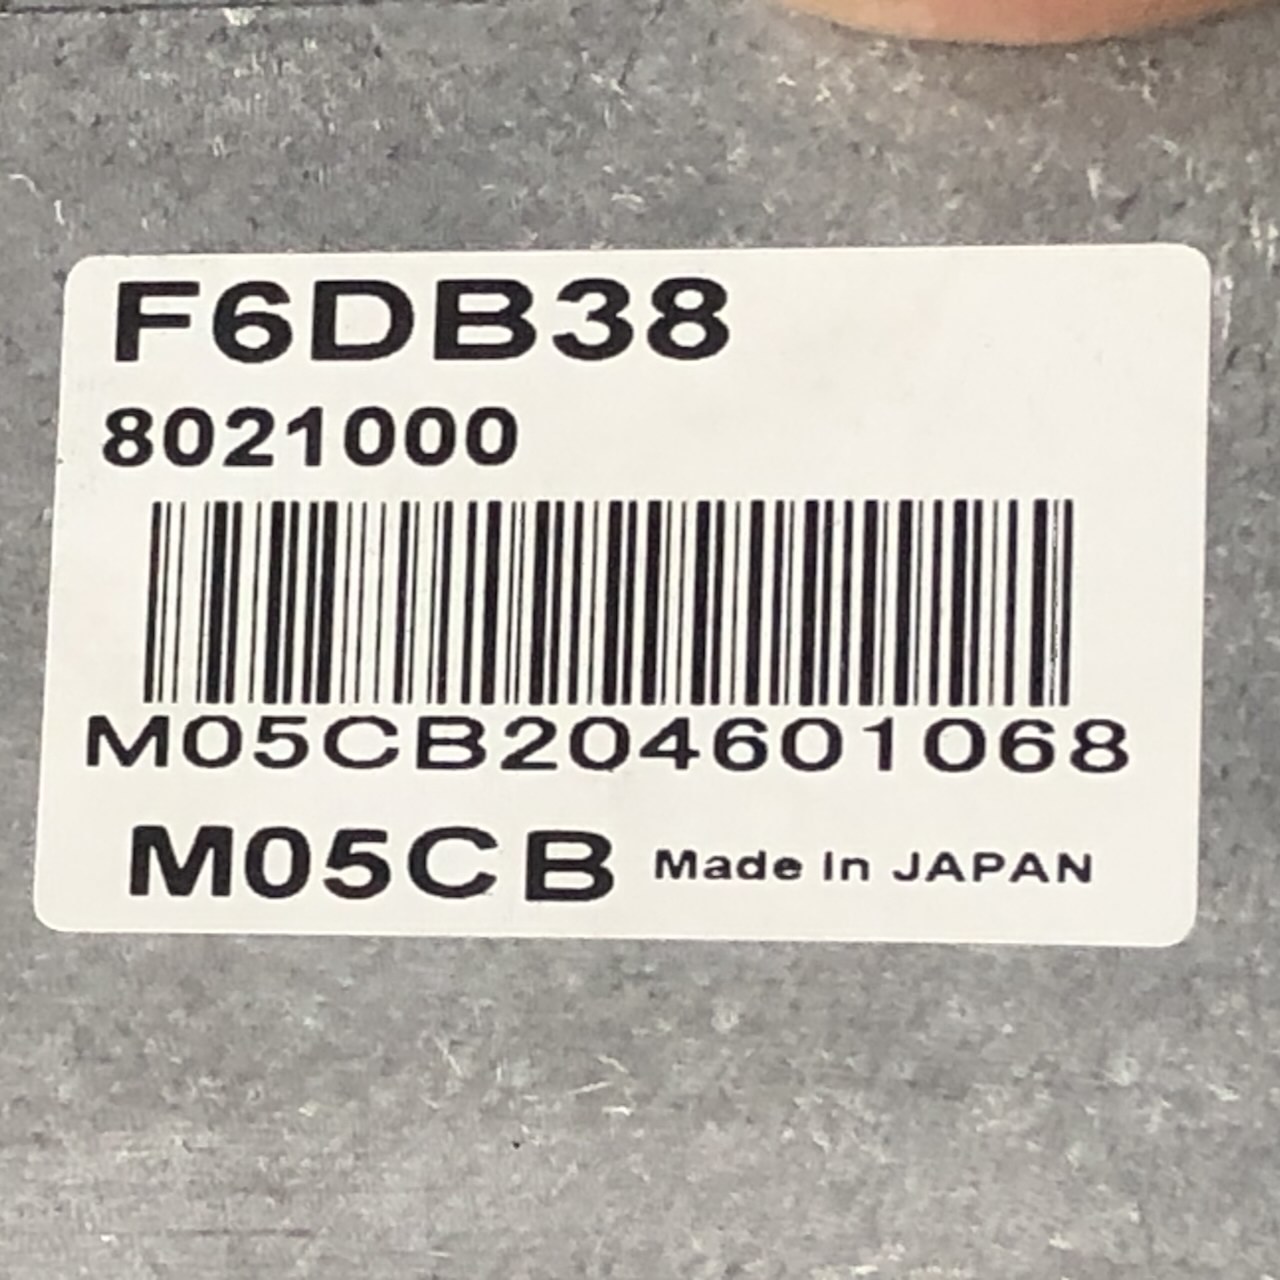 F6DB38
8021000
M05CB204601068
M05CB Made In JAPAN